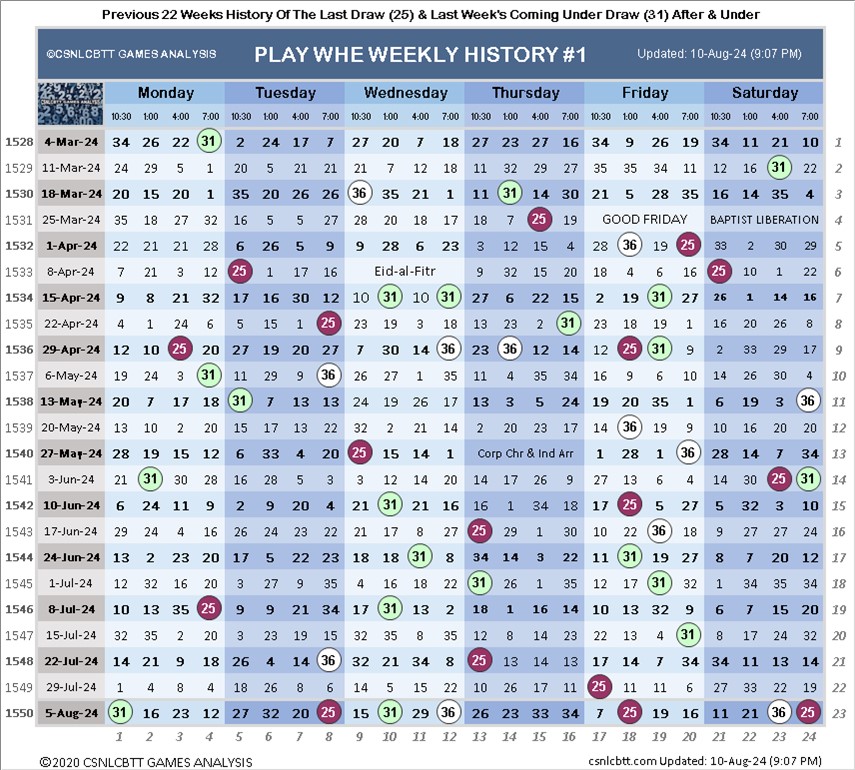 Previous 22 Weeks History Of The Last Draw (25) & Last Week's Coming Under Draw (31) After & Under
©CSNLCBTT GAMES ANALYSIS PLAY WHE WEEKLY HISTORY #1 Updated: 10-Aug-24 (9:07 PM)
CSNLCBTT GAMES ANALYSIS Monday Tuesday Wednesday Thursday Friday Saturday
10:30 1:00 4:00 7:00 10:30 1:00 4:00 7:00 10:30 1:00 4:00 7:00 10:30 1:00 4:00 7:00 10:30 1:00 4:00 7:00 10:30 1:00 4:00 7:00
1528 4-Mar-24 34 26 22 31 2 24 17 7 27 20 7 18 27 23 27 16 34 9 26 19 34 11 21 10 1
1529 11-Mar-24 24 29 5 1 20 5 21 21 21 7 12 18 11 32 29 27 35 35 34 11 12 16 31 22 2
1530 18-Mar-24 20 15 20 1 35 20 26 26 36 35 21 1 11 31 14 30 21 5 28 35 16 14 35 4 3
1531 25-Mar-24 35 18 27 32 16 5 5 27 28 20 18 17 18 7 25 19 GOOD FRIDAY BAPTIST LIBERATION 4
1532 1-Apr-24 22 21 21 28 6 26 5 9 9 28 6 23 3 12 15 4 28 36 19 25 33 2 30 29 5
1533 8-Apr-24 7 21 3 12 25 1 17 16 Eid-al-Fitr 9 32 15 20 18 4 6 16 25 10 1 22 6
1534 15-Apr-24 9 8 21 32 17 16 30 12 10 31 10 31 27 6 22 15 2 19 31 27 26 1 14 16 7
1535 22-Apr-24 4 1 24 6 5 15 1 25 23 19 3 18 13 23 2 31 23 18 19 1 16 20 26 8 8
1536 29-Apr-24 12 10 25 20 27 19 20 27 7 30 14 36 23 36 12 14 12 25 31 9 2 33 29 17 9
1537 6-May-24 19 24 3 31 11 29 9 36 26 27 1 35 11 4 35 34 16 9 6 10 14 26 30 4 10
1538 13-May-24 20 7 17 18 31 7 13 13 24 19 26 17 13 3 5 24 19 20 35 1 6 19 3 36 11
1539 20-May-24 13 10 2 10 15 17 13 22 32 2 21 14 2 20 23 17 14 36 19 9 10 16 20 20 12
1540 27-May-24 28 19 15 12 6 33 4 20 25 15 14 1 Corp Chr & Ind Arr 1 28 1 36 28 14 7 34 13
1541 3-Jun-24 21 31 30 28 16 28 5 3 3 12 14 20 14 17 26 9 27 13 6 4 14 30 25 31 14
1542 10-Jun-24 6 24 11 9 2 9 20 4 21 31 21 16 16 1 34 18 17 25 5 27 5 32 3 10 15
1543 17-Jun-24 29 24 4 16 26 24 23 22 21 17 8 27 25 29 1 30 10 22 36 18 9 27 27 24 16
1544 24-Jun-24 13 2 23 20 17 5 22 23 18 18 31 8 34 14 3 22 11 31 19 27 8 7 20 12 17
1545 1-Jul-24 12 32 16 20 3 27 9 35 4 16 18 22 31 26 1 35 12 17 31 32 1 34 35 34 18
1546 8-Jul-24 10 13 35 25 9 9 21 34 17 31 13 2 18 1 16 14 10 13 32 9 6 7 15 20 19
1547 15-Jul-24 32 35 2 20 3 23 19 15 32 35 8 35 12 8 14 23 22 13 4 31 8 17 24 32 20
1548 22-Jul-24 14 21 9 18 26 4 14 36 32 21 34 8 25 13 14 13 17 14 7 34 34 11 13 14 21
1549 29-Jul-24 1 4 8 4 18 26 8 6 14 5 15 22 10 26 11 17 25 11 11 6 27 33 22 19 22
1550 5-Aug-24 31 16 23 12 27 32 20 25 15 31 29 36 26 23 33 34 7 25 19 16 11 21 36 25 23
1 2 3 4 5 6 7 8 9 10 11 12 13 14 15 16 17 18 19 20 21 22 23 24
©2020 CSNLCBTT GAMES ANALYSIS csnlcbtt.com Updated: 10-Aug-24 (9:07 PM)